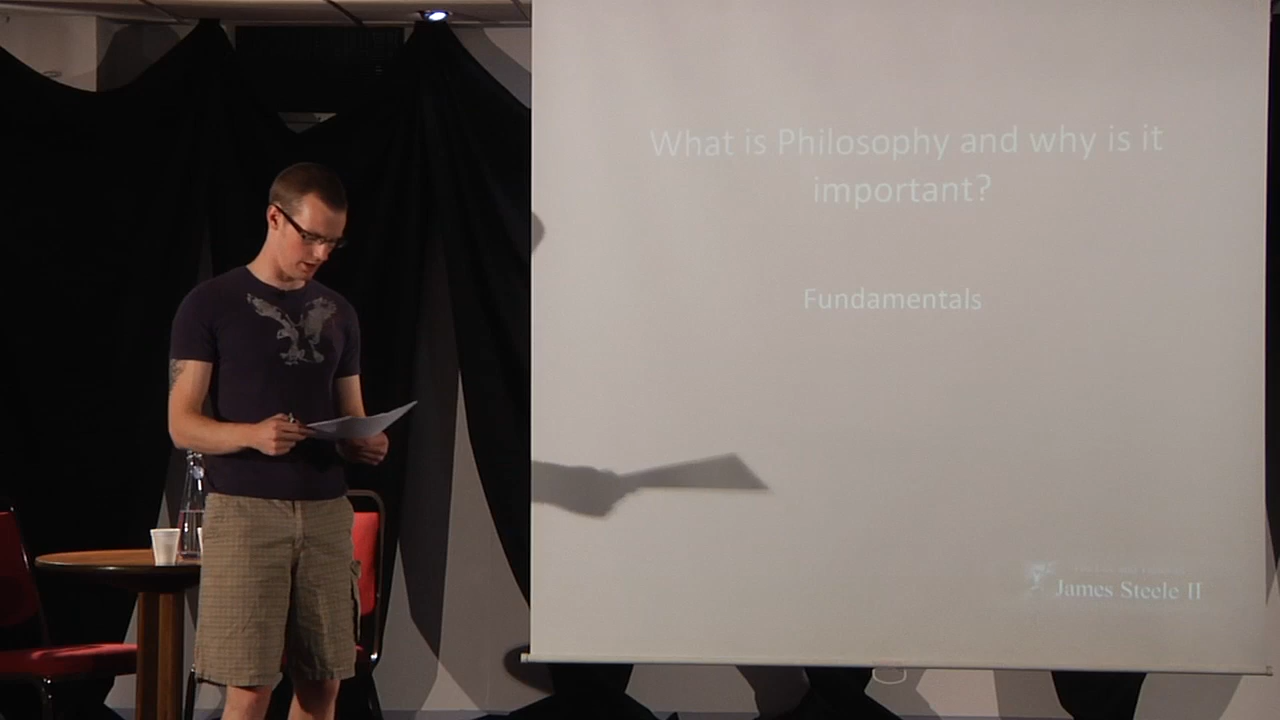 What is Philosophy and why is it
important?
Fundamentals
James Steele II